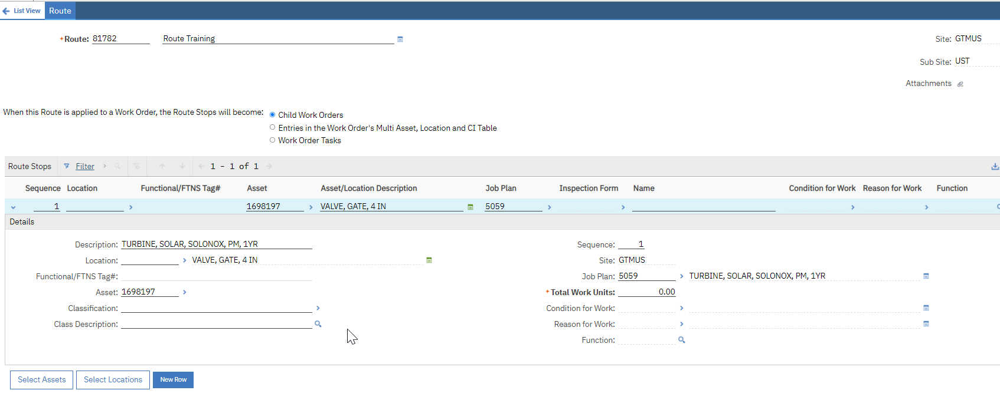 List View Route
*Route: 81782 Route Training Site: GTMUS
Sub Site: UST
Attachments
When this Route is applied to a Work Order, the Route Stops will become:
Child Work Orders
Entries in the Work Order's Multi Asset, Location and CI Table
Work Order Tasks
Route Stops Filter 1 - 1 of 1
Sequence Location Functional/FTNS Tag# Asset Asset/Location Description Job Plan Inspection Form Name Condition for Work Reason for Work Function
1 1698197 VALVE, GATE, 4 IN 5059
Details
Description: TURBINE, SOLAR, SOLONOX, PM, 1YR Sequence: 1
Location: VALVE, GATE, 4 IN Site: GTMUS
Functional/FTNS Tag#: Job Plan: 5059 TURBINE, SOLAR, SOLONOX, PM, 1YR
Asset: 1698197 *Total Work Units: 0.00
Classification: Condition for Work:
Class Description: Reason for Work:
Function:
Select Assets Select Locations New Row